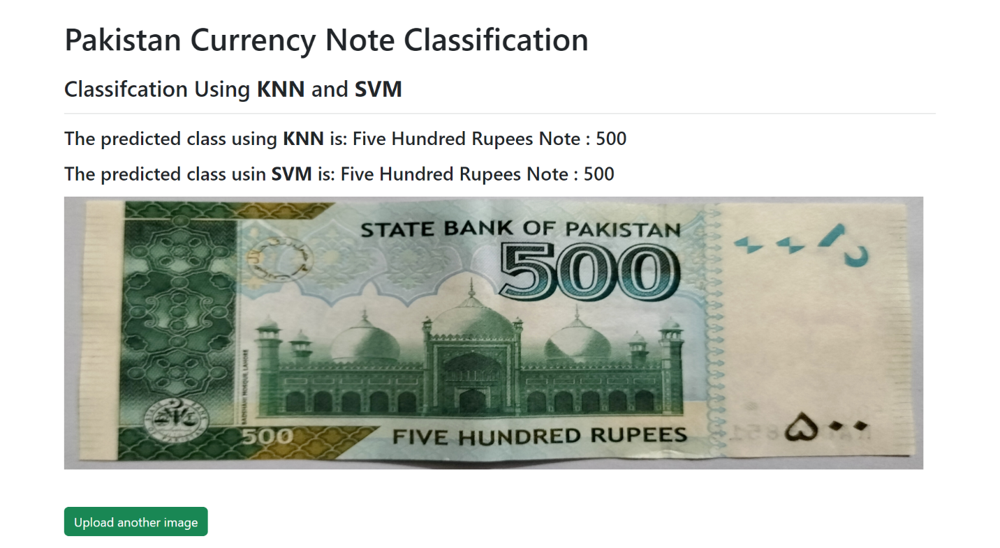 Pakistan Currency Note Classification
Classifcation Using KNN and SVM
The predicted class using KNN is: Five Hundred Rupees Note : 500
The predicted class usin SVM is: Five Hundred Rupees Note : 500
STATE BANK OF PAKISTAN
500
BADSHAHI MOSQUE, LAHORE
500
FIVE HUNDRED RUPEES
۵۰۰
Upload another image